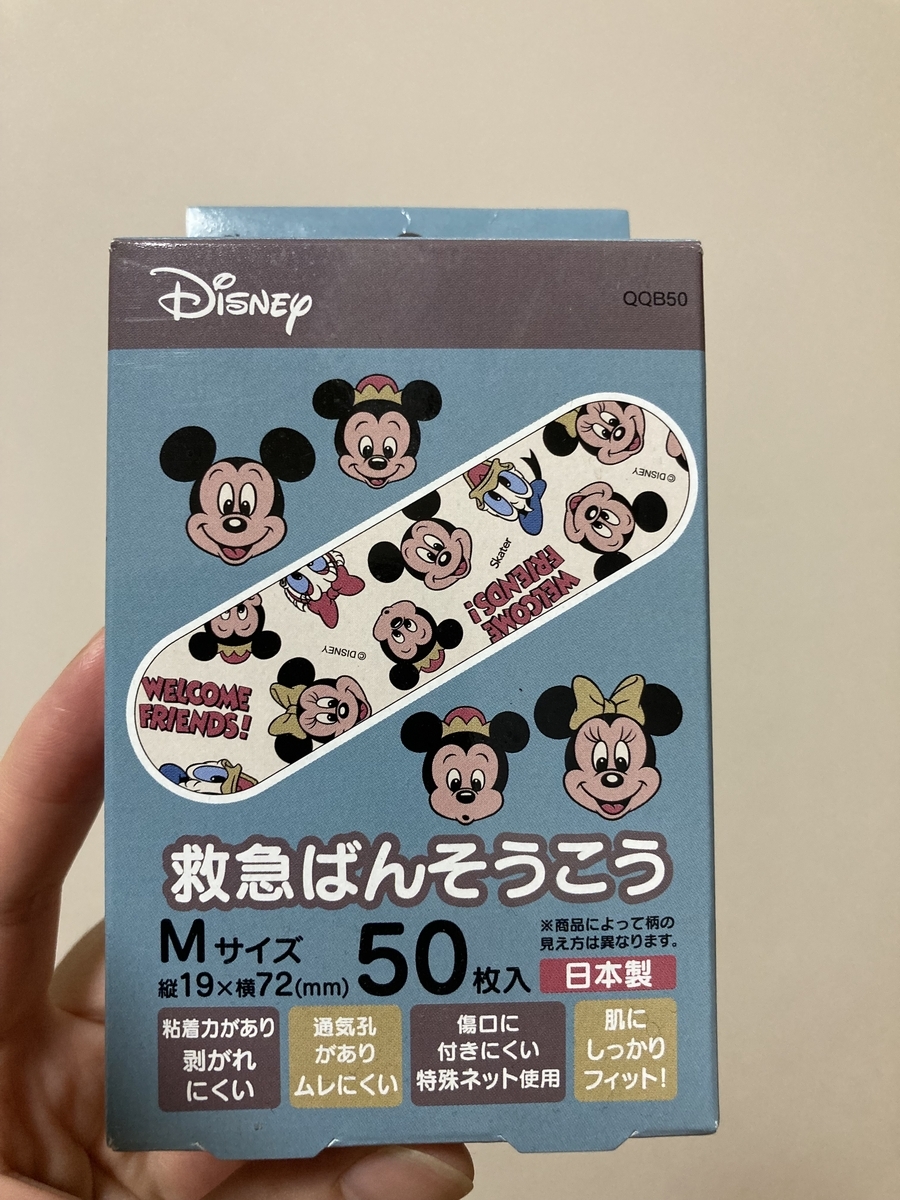 Disney
QQB50
©DISNEY
Skater
WELCOME
FRIENDS!
©DISNEY
WELCOME
FRIENDS!
救急ばんそうこう
Mサイズ
縦19×横72(mm)
50枚入
※商品によって柄の
見え方は異なります。
日本製
粘着力があり
剥がれ
にくい
通気孔
があり
ムレにくい
傷口に
付きにくい
特殊ネット使用
肌に
しっかり
フィット!